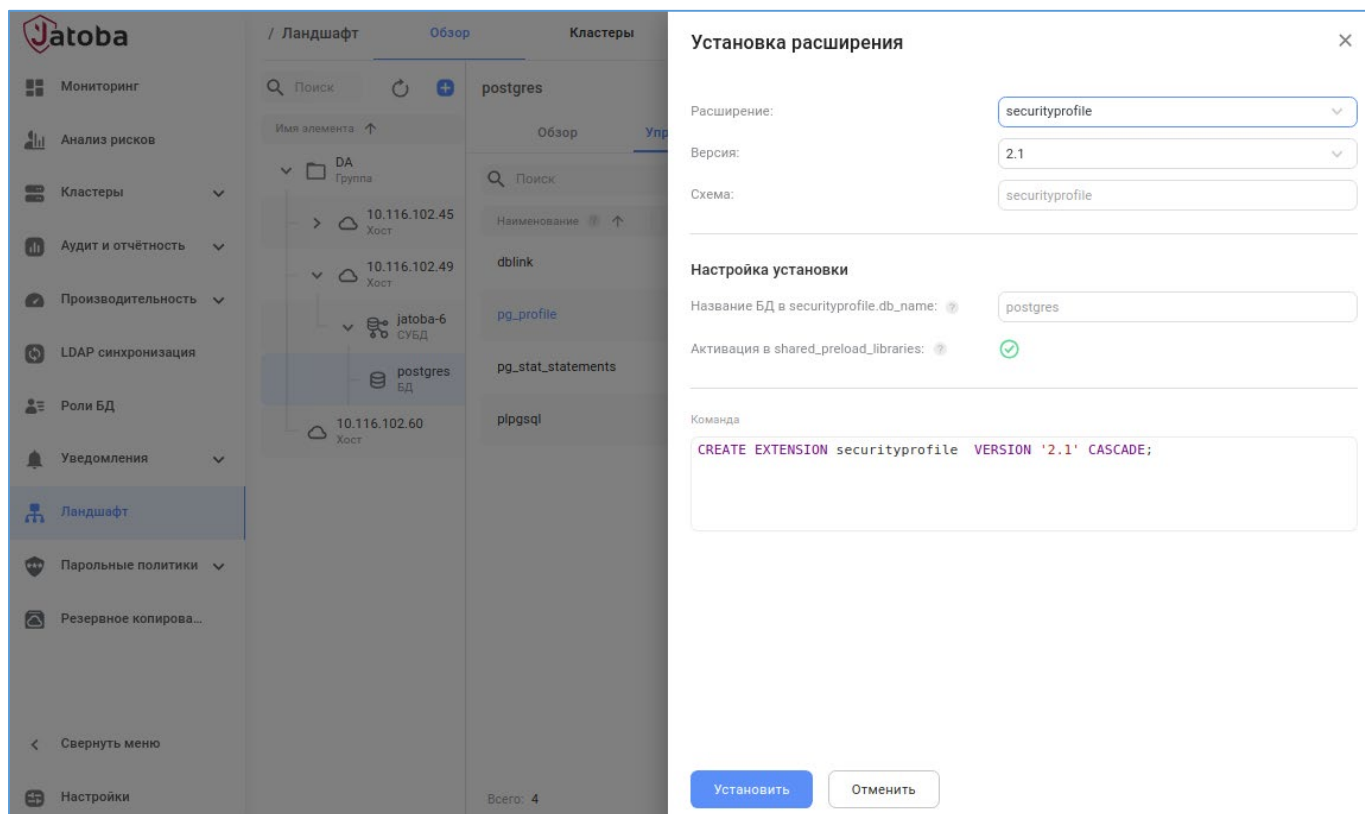 Jatoba
Мониторинг
Анализ рисков
Кластеры
Аудит и отчётность
Производительность
LDAP синхронизация
Роли БД
Уведомления
Ландшафт
Парольные политики
Резервное копирова...
Свернуть меню
Настройки
/ Ландшафт
Обзор
Кластеры
Поиск
Имя элемента
DA
Группа
10.116.102.45
Хост
10.116.102.49
Хост
jatoba-6
СУБД
postgres
БД
10.116.102.60
Хост
postgres
Обзор
Упр
Поиск
Наименование ?
dblink
pg_profile
pg_stat_statements
plpgsql
Всего: 4
Установка расширения
Расширение: securityprofile
Версия: 2.1
Схема: securityprofile
Настройка установки
Название БД в securityprofile.db_name: ? postgres
Активация в shared_preload_libraries: ?
Команда
CREATE EXTENSION securityprofile  VERSION '2.1' CASCADE;
Установить
Отменить